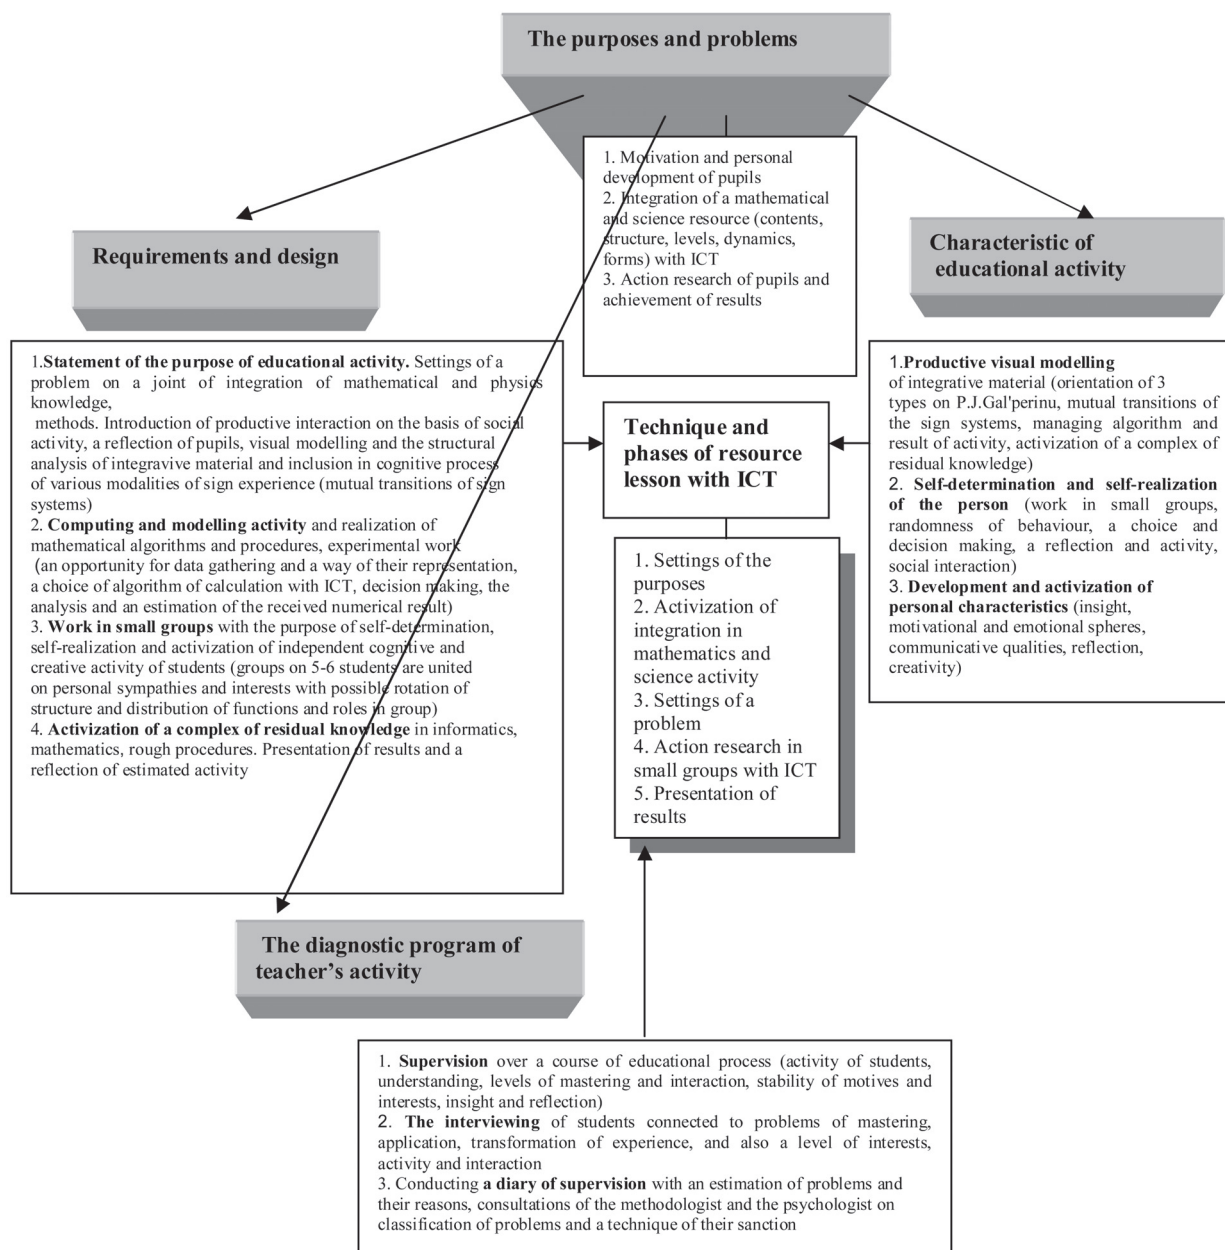 The purposes and problems
1. Motivation and personal
development of pupils
2. Integration of a mathematical
and science resource (contents,
structure, levels, dynamics,
forms) with ICT
3. Action research of pupils and
achievement of results
Requirements and design
Characteristic of
educational activity
1.Statement of the purpose of educational activity. Settings of a
problem on a joint of integration of mathematical and physics
knowledge,
methods. Introduction of productive interaction on the basis of social
activity, a reflection of pupils, visual modelling and the structural
analysis of integravive material and inclusion in cognitive process
of various modalities of sign experience (mutual transitions of sign
systems)
2. Computing and modelling activity and realization of
mathematical algorithms and procedures, experimental work
(an opportunity for data gathering and a way of their representation,
a choice of algorithm of calculation with ICT, decision making, the
analysis and an estimation of the received numerical result)
3. Work in small groups with the purpose of self-determination,
self-realization and activization of independent cognitive and
creative activity of students (groups on 5-6 students are united
on personal sympathies and interests with possible rotation of
structure and distribution of functions and roles in group)
4. Activization of a complex of residual knowledge in informatics,
mathematics, rough procedures. Presentation of results and a
reflection of estimated activity
Technique and
phases of resource
lesson with ICT
1. Settings of the
purposes
2. Activization of
integration in
mathematics and
science activity
3. Settings of a
problem
4. Action research in
small groups with ICT
5. Presentation of
results
1.Productive visual modelling
of integrative material (orientation of 3
types on P.J.Gal'perinu, mutual transitions of
the sign systems, managing algorithm and
result of activity, activization of a complex of
residual knowledge)
2. Self-determination and self-realization
of the person (work in small groups,
randomness of behaviour, a choice and
decision making, a reflection and activity,
social interaction)
3. Development and activization of
personal characteristics (insight,
motivational and emotional spheres,
communicative qualities, reflection,
creativity)
The diagnostic program of
teacher's activity
1. Supervision over a course of educational process (activity of students,
understanding, levels of mastering and interaction, stability of motives and
interests, insight and reflection)
2. The interviewing of students connected to problems of mastering,
application, transformation of experience, and also a level of interests,
activity and interaction
3. Conducting a diary of supervision with an estimation of problems and
their reasons, consultations of the methodologist and the psychologist on
classification of problems and a technique of their sanction